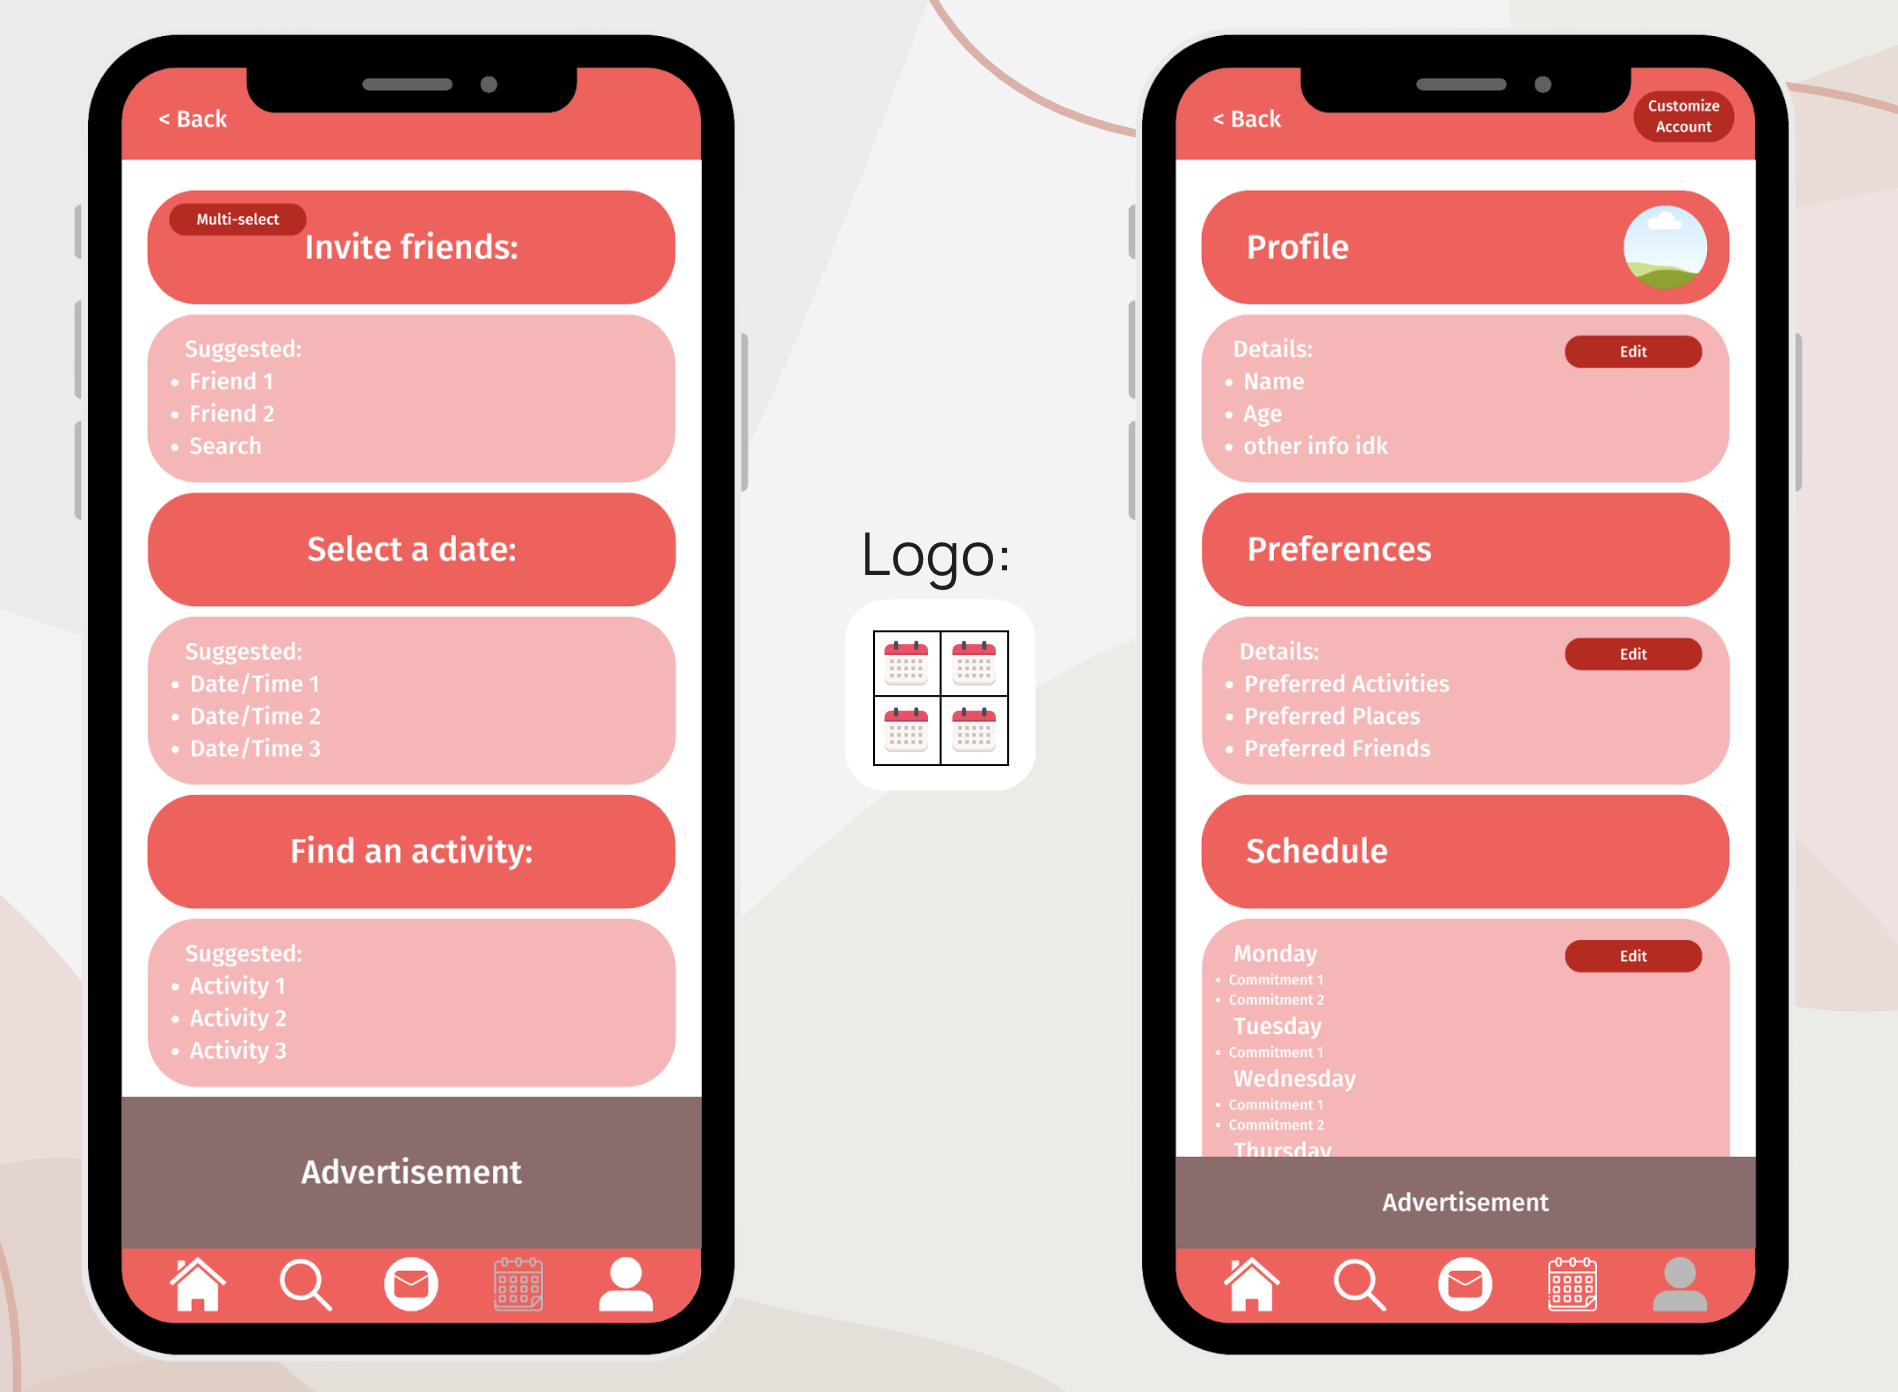 < Back
Multi-select
Invite friends:
Suggested:
• Friend 1
• Friend 2
• Search
Select a date:
Suggested:
• Date/Time 1
• Date/Time 2
• Date/Time 3
Find an activity:
Suggested:
• Activity 1
• Activity 2
• Activity 3
Advertisement
Logo:
< Back
Customize
Account
Profile
Details:
Edit
• Name
• Age
• other info idk
Preferences
Details:
Edit
• Preferred Activities
• Preferred Places
• Preferred Friends
Schedule
Monday
Edit
• Commitment 1
• Commitment 2
Tuesday
• Commitment 1
Wednesday
• Commitment 1
• Commitment 2
Thursday
Advertisement